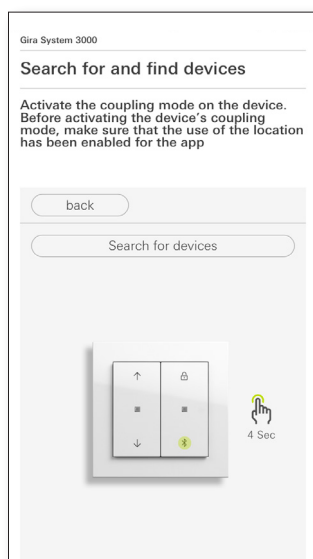 Gira System 3000
Search for and find devices
Activate the coupling mode on the device.
Before activating the device's coupling
mode, make sure that the use of the location
has been enabled for the app
back
Search for devices
4 Sec